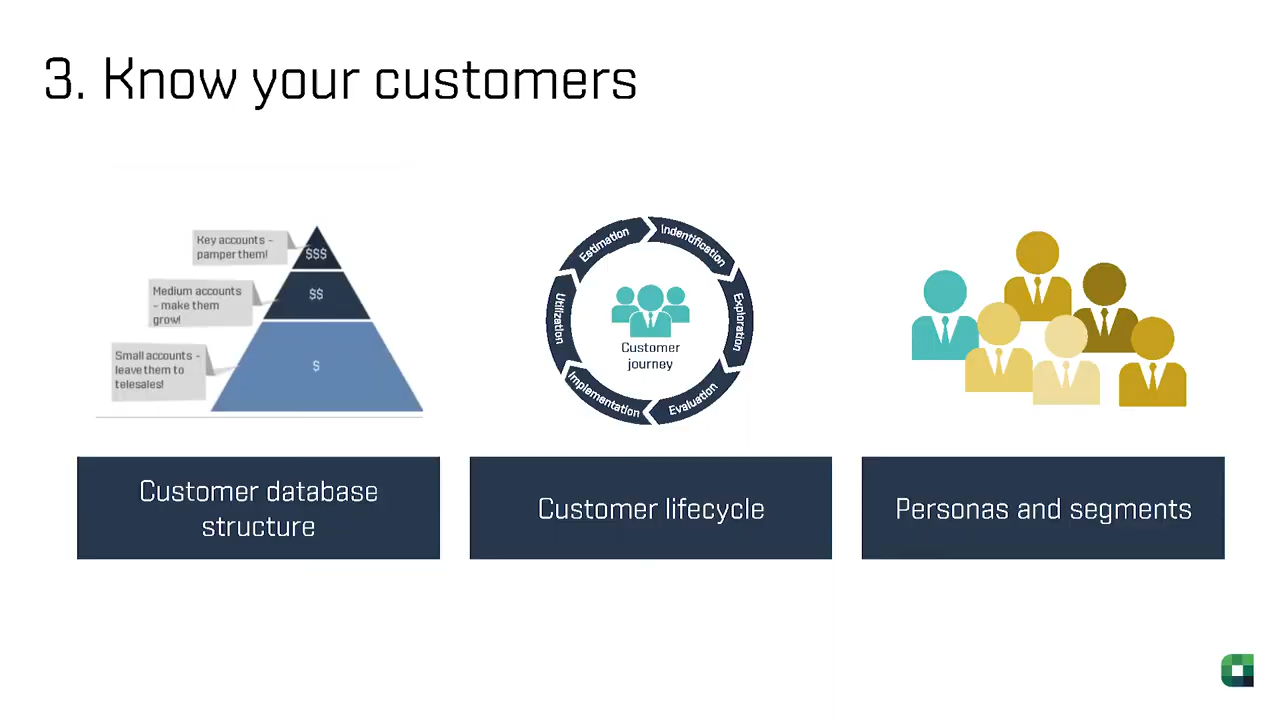 3. Know your customers
Key accounts -
pamper them!
$$$
Medium accounts
- make them
grow!
$$
Small accounts -
leave them to
telesales!
$
Estimation
Indentification
Exploration
Evaluation
Implementation
Utilization
Customer
journey
Customer database
structure
Customer lifecycle
Personas and segments